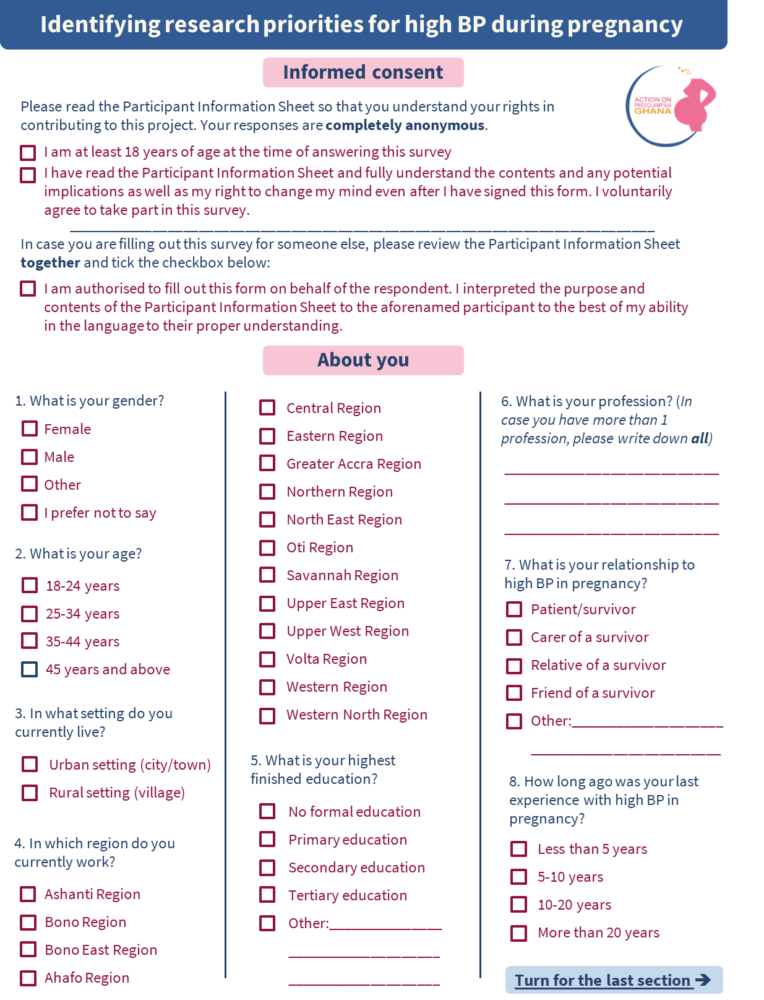 Identifying research priorities for high BP during pregnancy
Informed consent
ACTION ON
PREECLAMPSIA
GHANA
Please read the Participant Information Sheet so that you understand your rights in
contributing to this project. Your responses are completely anonymous.
I am at least 18 years of age at the time of answering this survey
I have read the Participant Information Sheet and fully understand the contents and any potential
implications as well as my right to change my mind even after I have signed this form. I voluntarily
agree to take part in this survey.
In case you are filling out this survey for someone else, please review the Participant Information Sheet
together and tick the checkbox below:
I am authorised to fill out this form on behalf of the respondent. I interpreted the purpose and
contents of the Participant Information Sheet to the aforenamed participant to the best of my ability
in the language to their proper understanding.
About you
1. What is your gender?
Female
Male
Other
I prefer not to say
2. What is your age?
18-24 years
25-34 years
35-44 years
45 years and above
3. In what setting do you
currently live?
Urban setting (city/town)
Rural setting (village)
4. In which region do you
currently work?
Ashanti Region
Bono Region
Bono East Region
Ahafo Region
Central Region
Eastern Region
Greater Accra Region
Northern Region
North East Region
Oti Region
Savannah Region
Upper East Region
Upper West Region
Volta Region
Western Region
Western North Region
5. What is your highest
finished education?
No formal education
Primary education
Secondary education
Tertiary education
Other:_______________
6. What is your profession? (In
case you have more than 1
profession, please write down all)
7. What is your relationship to
high BP in pregnancy?
Patient/survivor
Carer of a survivor
Relative of a survivor
Friend of a survivor
Other:____________________
8. How long ago was your last
experience with high BP in
pregnancy?
Less than 5 years
5-10 years
10-20 years
More than 20 years
Turn for the last section →